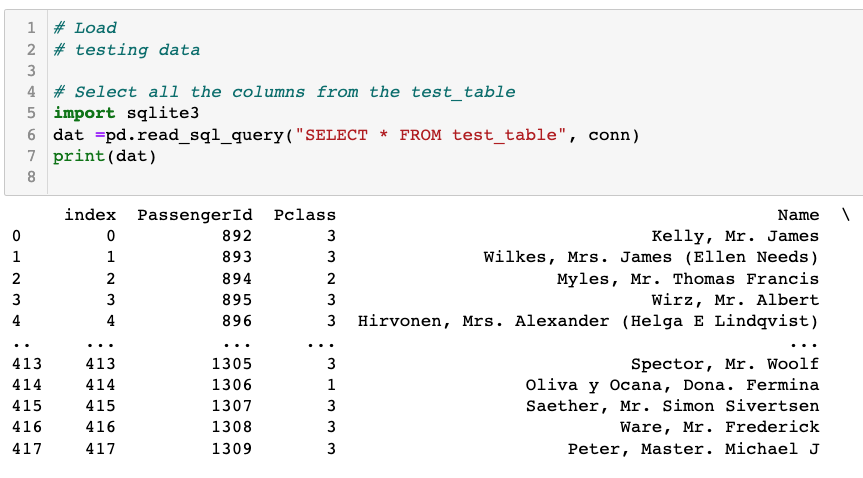 1 # Load
2 # testing data
3
4 # Select all the columns from the test_table
5 import sqlite3
6 dat =pd.read_sql_query("SELECT * FROM test_table", conn)
7 print(dat)
8
index PassengerId Pclass Name \
0 0 892 3 Kelly, Mr. James
1 1 893 3 Wilkes, Mrs. James (Ellen Needs)
2 2 894 2 Myles, Mr. Thomas Francis
3 3 895 3 Wirz, Mr. Albert
4 4 896 3 Hirvonen, Mrs. Alexander (Helga E Lindqvist)
.. ... ... ... ...
413 413 1305 3 Spector, Mr. Woolf
414 414 1306 1 Oliva y Ocana, Dona. Fermina
415 415 1307 3 Saether, Mr. Simon Sivertsen
416 416 1308 3 Ware, Mr. Frederick
417 417 1309 3 Peter, Master. Michael J